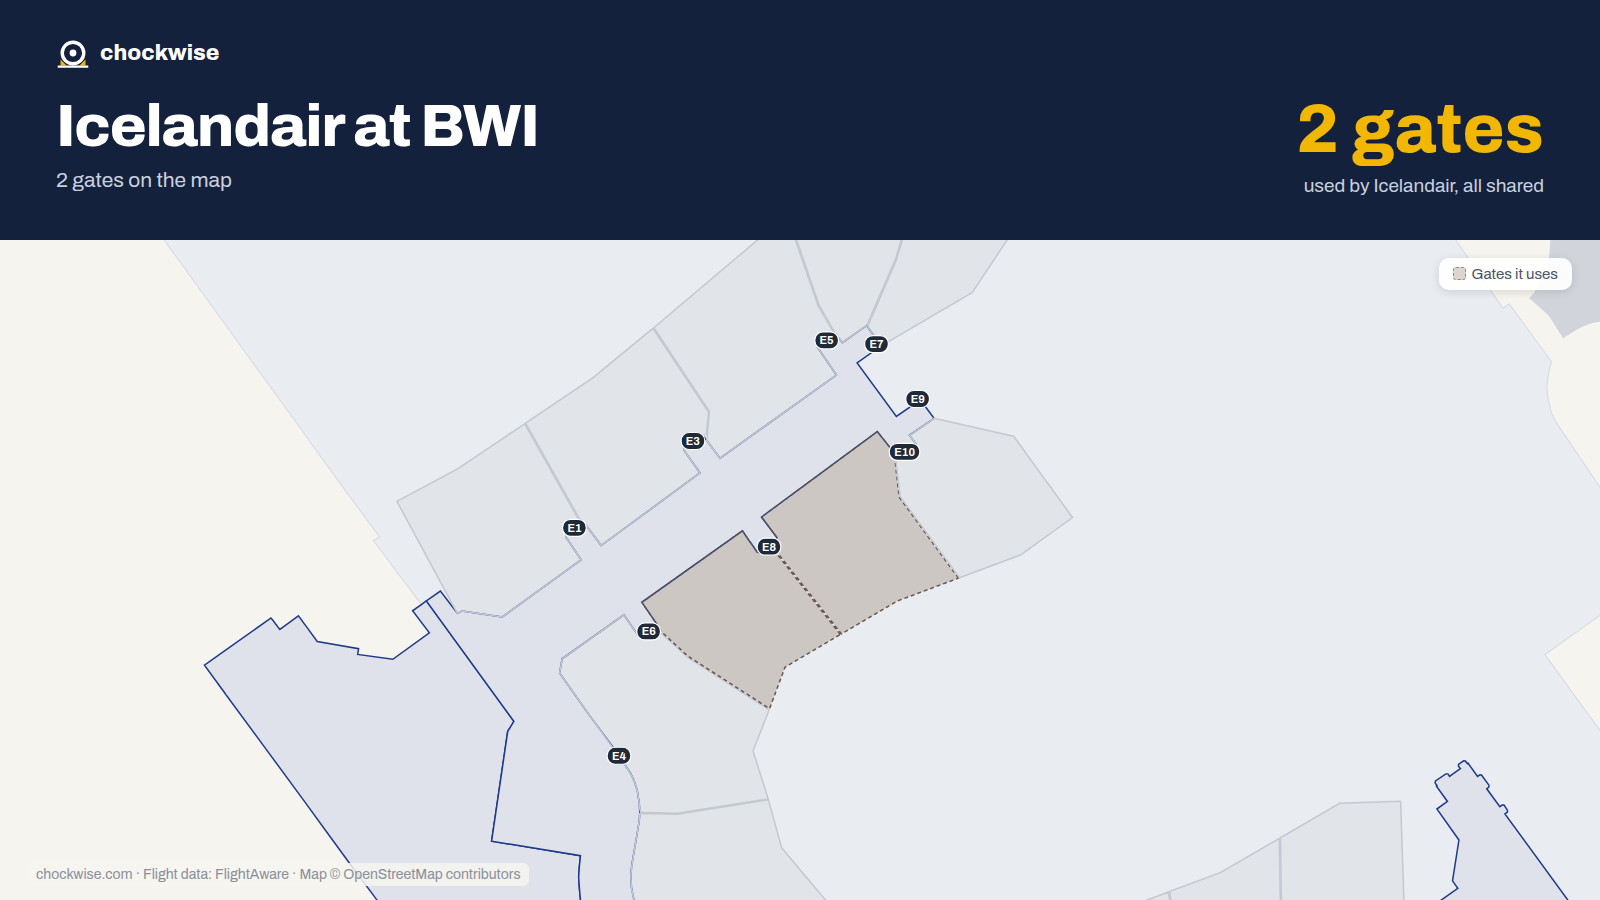 chockwise
Icelandair at BWI
2 gates on the map
2 gates
used by Icelandair, all shared
Gates it uses
E5
E7
E9
E3
E10
E1
E8
E6
E4
chockwise.com · Flight data: FlightAware · Map © OpenStreetMap contributors